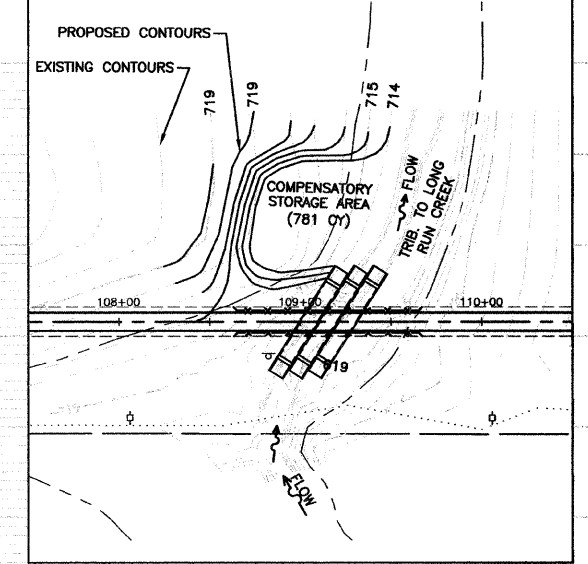 PROPOSED CONTOURS
EXISTING CONTOURS
719
719
715
714
COMPENSATORY
STORAGE AREA
(781 CY)
FLOW
TRIB. TO LONG
RUN CREEK
108+00
109+00
110+00
619
FLOW